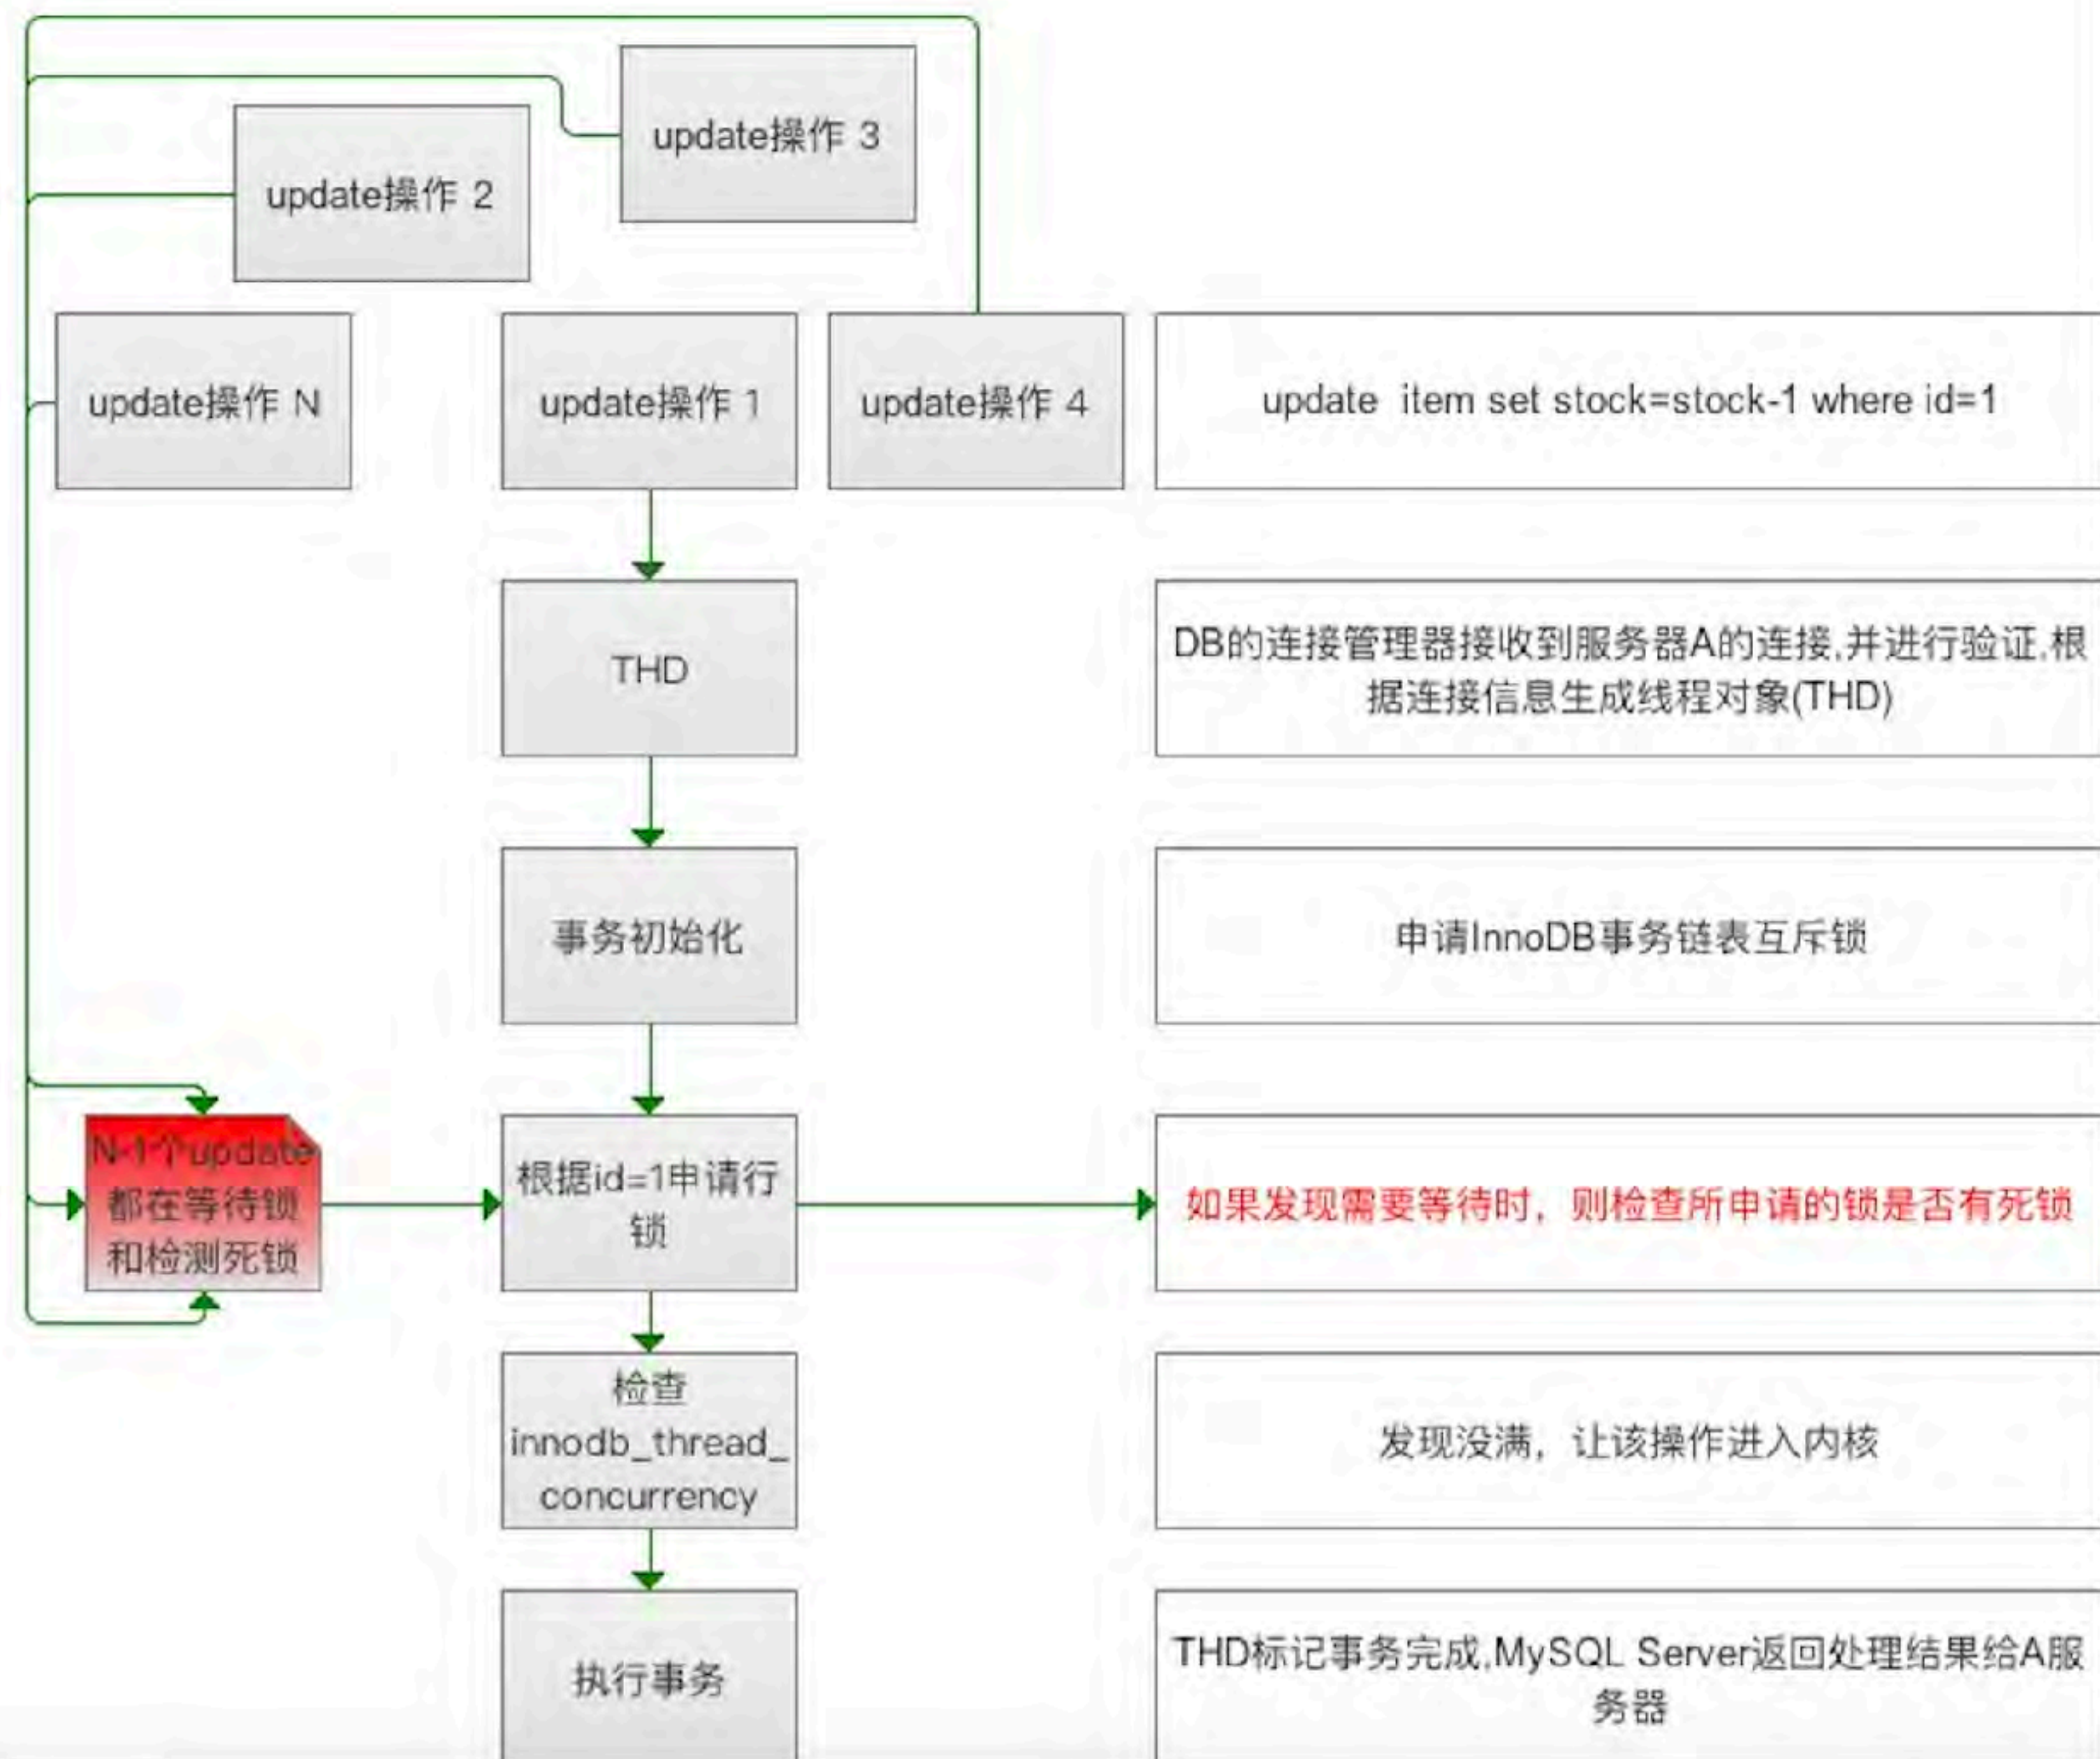 update操作 3
update操作 2
update操作 N
update操作 1
update操作 4
update item set stock=stock-1 where id=1
THD
DB的连接管理器接收到服务器A的连接,并进行验证,根
据连接信息生成线程对象(THD)
事务初始化
申请InnoDB事务链表互斥锁
N-1个update
都在等待锁
和检测死锁
根据id=1申请行
锁
如果发现需要等待时，则检查所申请的锁是否有死锁
检查
innodb_thread_
concurrency
发现没满，让该操作进入内核
执行事务
THD标记事务完成,MySQL Server返回处理结果给A服
务器